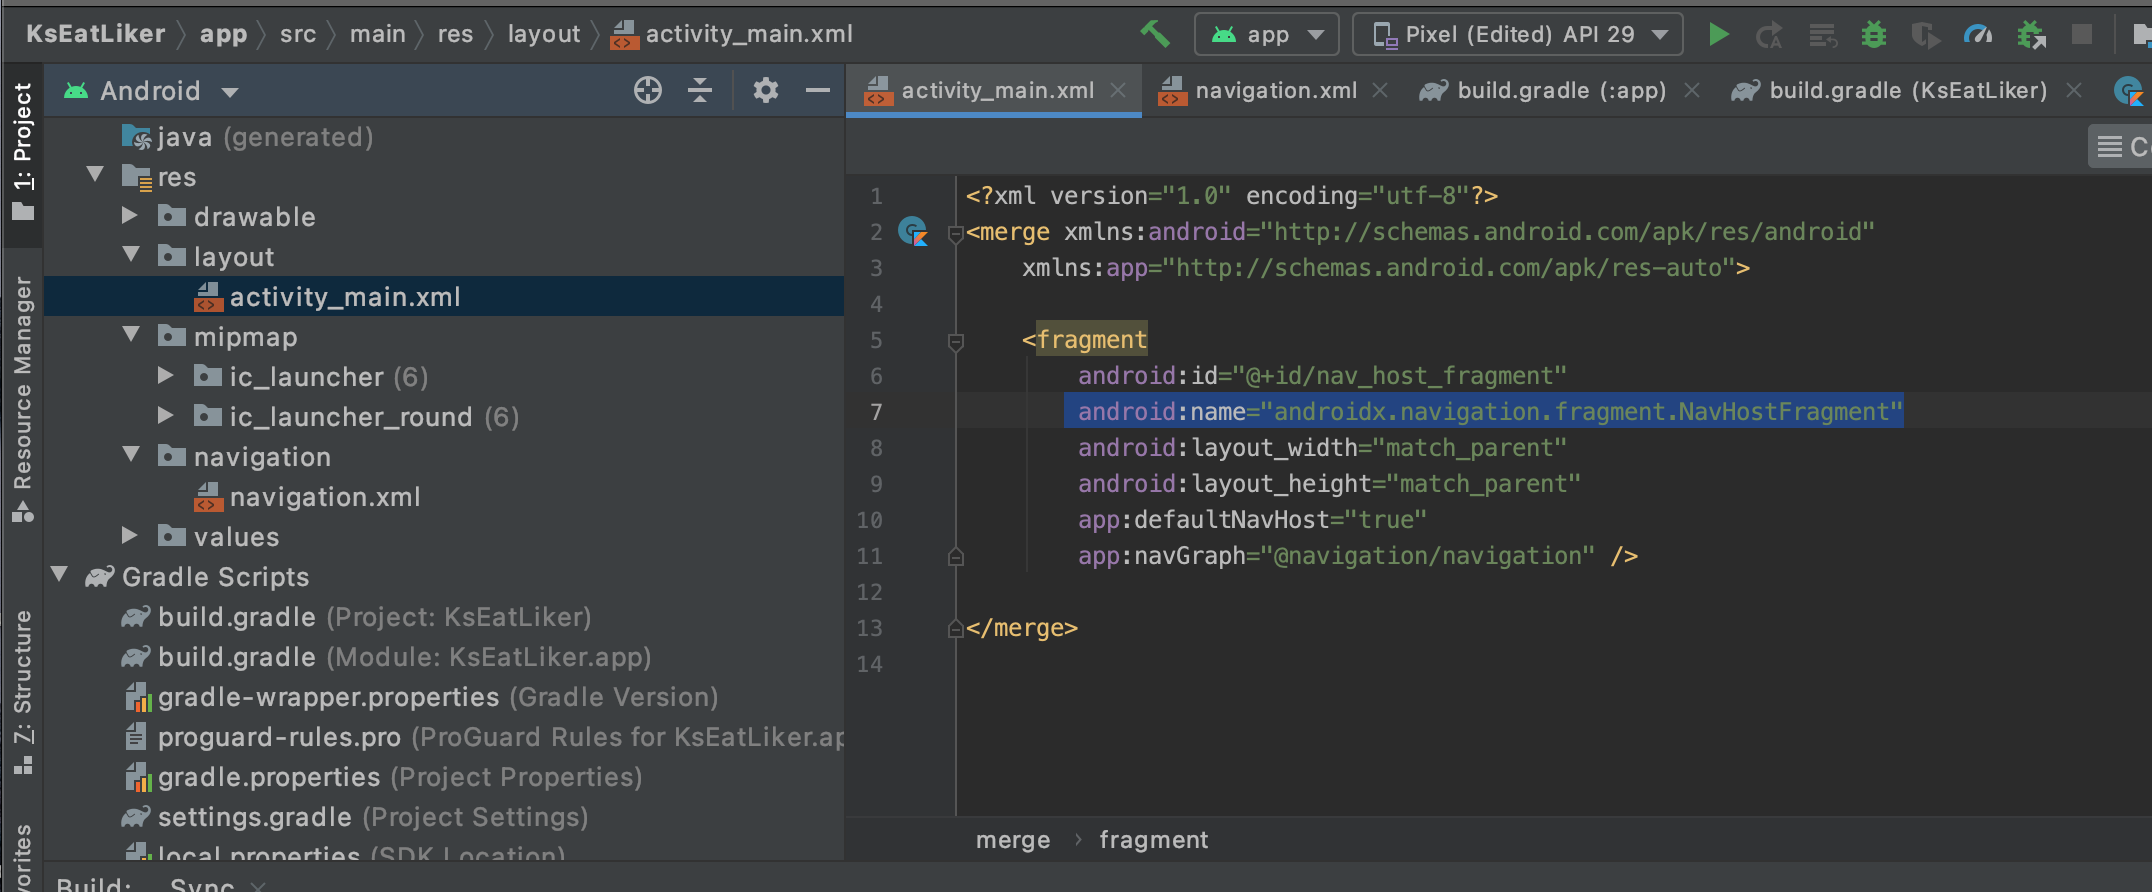 KsEatLiker app src main res layout activity_main.xml app Pixel (Edited) API 29
1: Project
Resource Manager
7: Structure
Android
java (generated)
res
drawable
layout
activity_main.xml
mipmap
ic_launcher (6)
ic_launcher_round (6)
navigation
navigation.xml
values
Gradle Scripts
build.gradle (Project: KsEatLiker)
build.gradle (Module: KsEatLiker.app)
gradle-wrapper.properties (Gradle Version)
proguard-rules.pro (ProGuard Rules for KsEatLiker.ap
gradle.properties (Project Properties)
settings.gradle (Project Settings)
local.properties (SDK Location)
activity_main.xml navigation.xml build.gradle (:app) build.gradle (KsEatLiker)
1 <?xml version="1.0" encoding="utf-8"?>
2 <merge xmlns:android="http://schemas.android.com/apk/res/android"
3 xmlns:app="http://schemas.android.com/apk/res-auto">
4
5 <fragment
6 android:id="@+id/nav_host_fragment"
7 android:name="androidx.navigation.fragment.NavHostFragment"
8 android:layout_width="match_parent"
9 android:layout_height="match_parent"
10 app:defaultNavHost="true"
11 app:navGraph="@navigation/navigation" />
12
13 </merge>
14
merge › fragment
Build: Sync